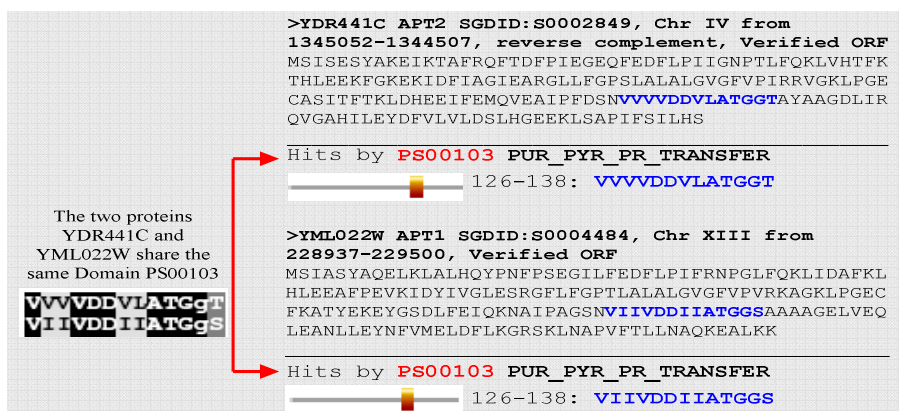 >YDR441C APT2 SGDID:S0002849, Chr IV from
1345052-1344507, reverse complement, Verified ORF
MSISESYAKEIKTAFRQFTDFPIEGEQFEDFLPIIGNPTLFQKLVHTFK
THLEEKFGKEKIDFIAGIEARGLLFGPSLALALGVGFVPIRRVGKLPGE
CASITFTKLDHEEIFEMQVEAIPFDSNVVVVDDVLATGGTAYAAGDLIR
QVGAHILEYDFVLVLDSLHGEEKLSAPIFSILHS
Hits by PS00103 PUR_PYR_PR_TRANSFER
126-138: VVVVDDVLATGGT
The two proteins
YDR441C and
YML022W share the
same Domain PS00103
VVVVDDVLATGgT
VIIVDDIIATGgS
>YML022W APT1 SGDID:S0004484, Chr XIII from
228937-229500, Verified ORF
MSIASYAQELKLALHQYPNFPSEGILFEDFLPIFRNPGLFQKLIDAFKL
HLEEAFPEVKIDYIVGLESRGFLFGPTLALALGVGFVPVRKAGKLPGEC
FKATYEKEYGSDLFEIQKNAIPAGSNVIIVDDIIATGGSAAAAGELVEQ
LEANLLEYNFVMELDFLKGRSKLNAPVFTLLNAQKEALKK
Hits by PS00103 PUR_PYR_PR_TRANSFER
126-138: VIIVDDIIATGGS